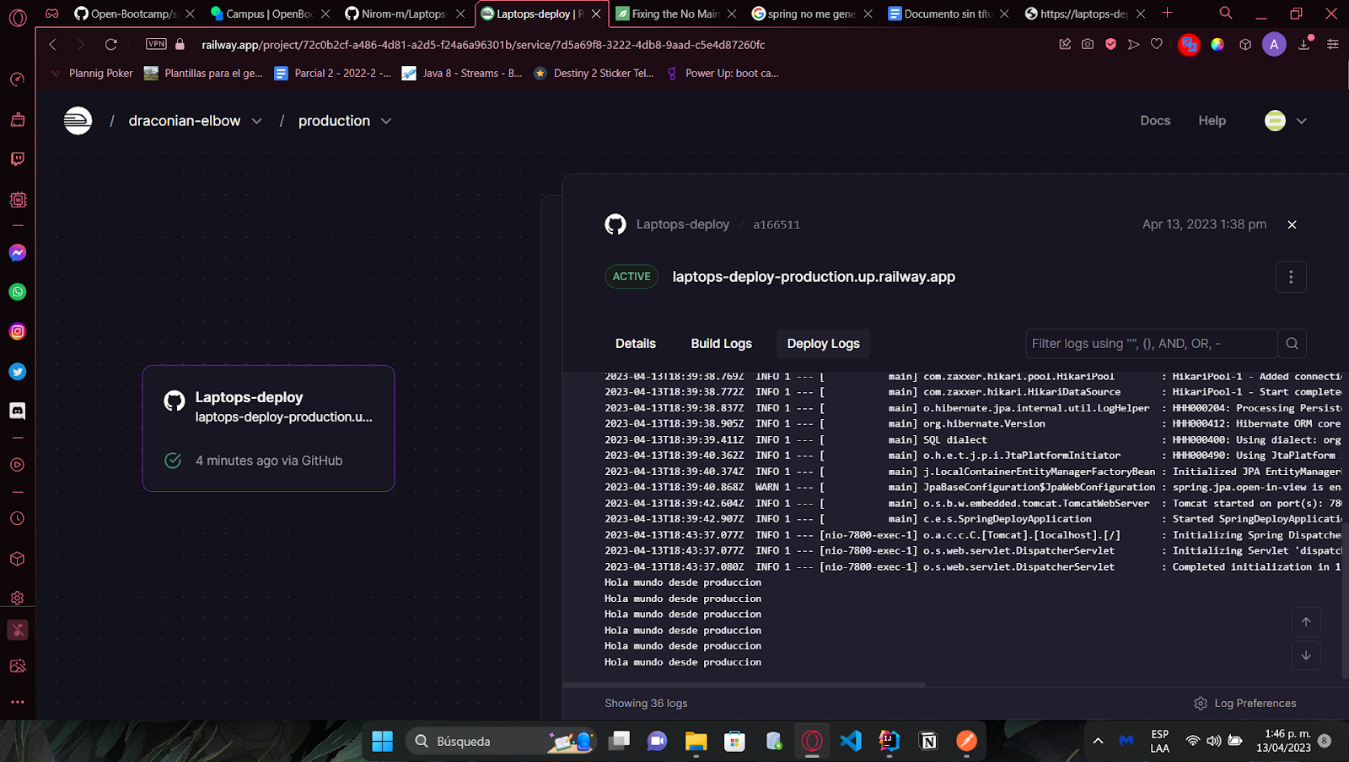 Open-Bootcamp/s
Campus | OpenBoo
Nirom-m/Laptops-
Laptops-deploy | R
Fixing the No Main
spring no me gene
Documento sin títu
https://laptops-de
VPN
railway.app/project/72c0b2cf-a486-4d81-a2d5-f24a6a96301b/service/7d5a69f8-3222-4db8-9aad-c5e4d87260fc
A
Plannig Poker
Plantillas para el ge...
Parcial 2 - 2022-2 -...
Java 8 - Streams - B...
Destiny 2 Sticker Tel...
Power Up: boot ca...
/ draconian-elbow / production
Docs
Help
Laptops-deploy / a166511
Apr 13, 2023 1:38 pm
ACTIVE
laptops-deploy-production.up.railway.app
Details
Build Logs
Deploy Logs
Filter logs using "", (), AND, OR, -
Laptops-deploy
laptops-deploy-production.u...
4 minutes ago via GitHub
2023-04-13T18:39:38.769Z INFO 1 --- [ main] com.zaxxer.hikari.pool.HikariPool : HikariPool-1 - Added connecti
2023-04-13T18:39:38.772Z INFO 1 --- [ main] com.zaxxer.hikari.HikariDataSource : HikariPool-1 - Start complete
2023-04-13T18:39:38.837Z INFO 1 --- [ main] o.hibernate.jpa.internal.util.LogHelper : HHH000204: Processing Persist
2023-04-13T18:39:38.905Z INFO 1 --- [ main] org.hibernate.Version : HHH000412: Hibernate ORM core
2023-04-13T18:39:39.411Z INFO 1 --- [ main] SQL dialect : HHH000400: Using dialect: org
2023-04-13T18:39:40.362Z INFO 1 --- [ main] o.h.e.t.j.p.i.JtaPlatformInitiator : HHH000490: Using JtaPlatform
2023-04-13T18:39:40.374Z INFO 1 --- [ main] j.LocalContainerEntityManagerFactoryBean : Initialized JPA EntityManager
2023-04-13T18:39:40.868Z WARN 1 --- [ main] JpaBaseConfiguration$JpaWebConfiguration : spring.jpa.open-in-view is ena
2023-04-13T18:39:42.604Z INFO 1 --- [ main] o.s.b.w.embedded.tomcat.TomcatWebServer : Tomcat started on port(s): 780
2023-04-13T18:39:42.907Z INFO 1 --- [ main] c.e.s.SpringDeployApplication : Started SpringDeployApplicati
2023-04-13T18:43:37.077Z INFO 1 --- [nio-7800-exec-1] o.a.c.c.C.[Tomcat].[localhost].[/] : Initializing Spring Dispatche
2023-04-13T18:43:37.077Z INFO 1 --- [nio-7800-exec-1] o.s.web.servlet.DispatcherServlet : Initializing Servlet 'dispatc
2023-04-13T18:43:37.080Z INFO 1 --- [nio-7800-exec-1] o.s.web.servlet.DispatcherServlet : Completed initialization in 1
Hola mundo desde produccion
Hola mundo desde produccion
Hola mundo desde produccion
Hola mundo desde produccion
Hola mundo desde produccion
Hola mundo desde produccion
Showing 36 logs
Log Preferences
Búsqueda
ESP
LAA
1:46 p. m.
13/04/2023
8